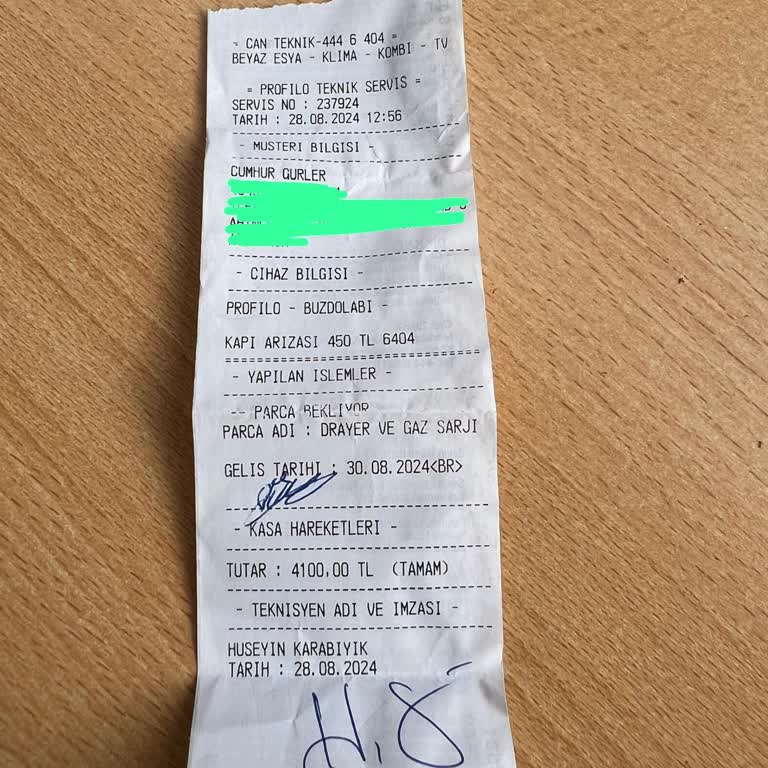 = CAN TEKNIK-444 6 404 =
BEYAZ ESYA - KLIMA - KOMBI - TV
= PROFILO TEKNIK SERVIS =
SERVIS NO : 237924
TARIH : 28.08.2024 12:56
- MUSTERI BILGISI -
CUMHUR GURLER
- CIHAZ BILGISI -
PROFILO - BUZDOLABI -
KAPI ARIZASI 450 TL 6404
- YAPILAN ISLEMLER -
-- PARCA BEKLIYOR
PARCA ADI : DRAYER VE GAZ SARJI
GELIS TARIHI : 30.08.2024<BR>
- KASA HAREKETLERI -
TUTAR : 4100,00 TL (TAMAM)
- TEKNISYEN ADI VE IMZASI -
HUSEYIN KARABIYIK
TARIH : 28.08.2024